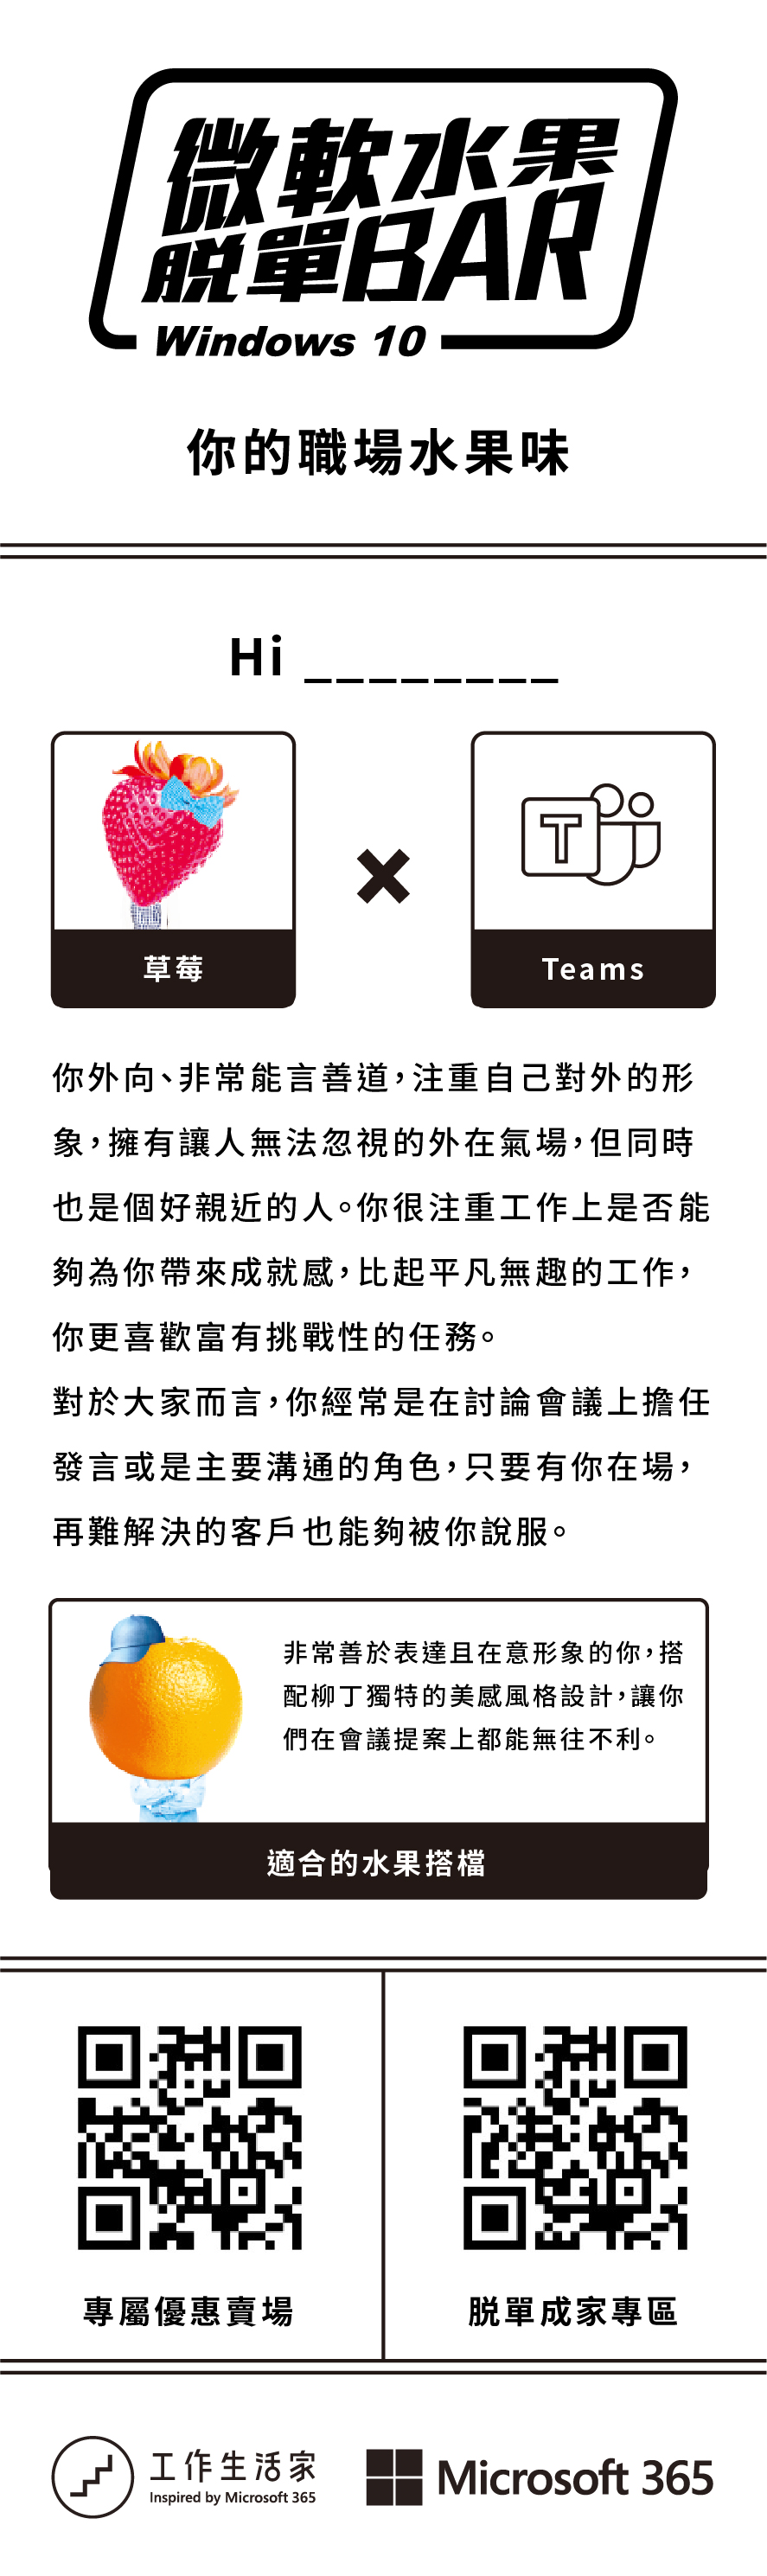 微軟水果
脱單BAR
Windows 10
你的職場水果味
Hi ________
T
草莓
Teams
你外向、非常能言善道，注重自己對外的形
象，擁有讓人無法忽視的外在氣場，但同時
也是個好親近的人。你很注重工作上是否能
夠為你帶來成就感，比起平凡無趣的工作，
你更喜歡富有挑戰性的任務。
對於大家而言，你經常是在討論會議上擔任
發言或是主要溝通的角色，只要有你在場，
再難解決的客戶也能夠被你說服。
非常善於表達且在意形象的你，搭
配柳丁獨特的美感風格設計，讓你
們在會議提案上都能無往不利。
適合的水果搭檔
專屬優惠賣場
脱單成家專區
工作生活家
Inspired by Microsoft 365
Microsoft 365